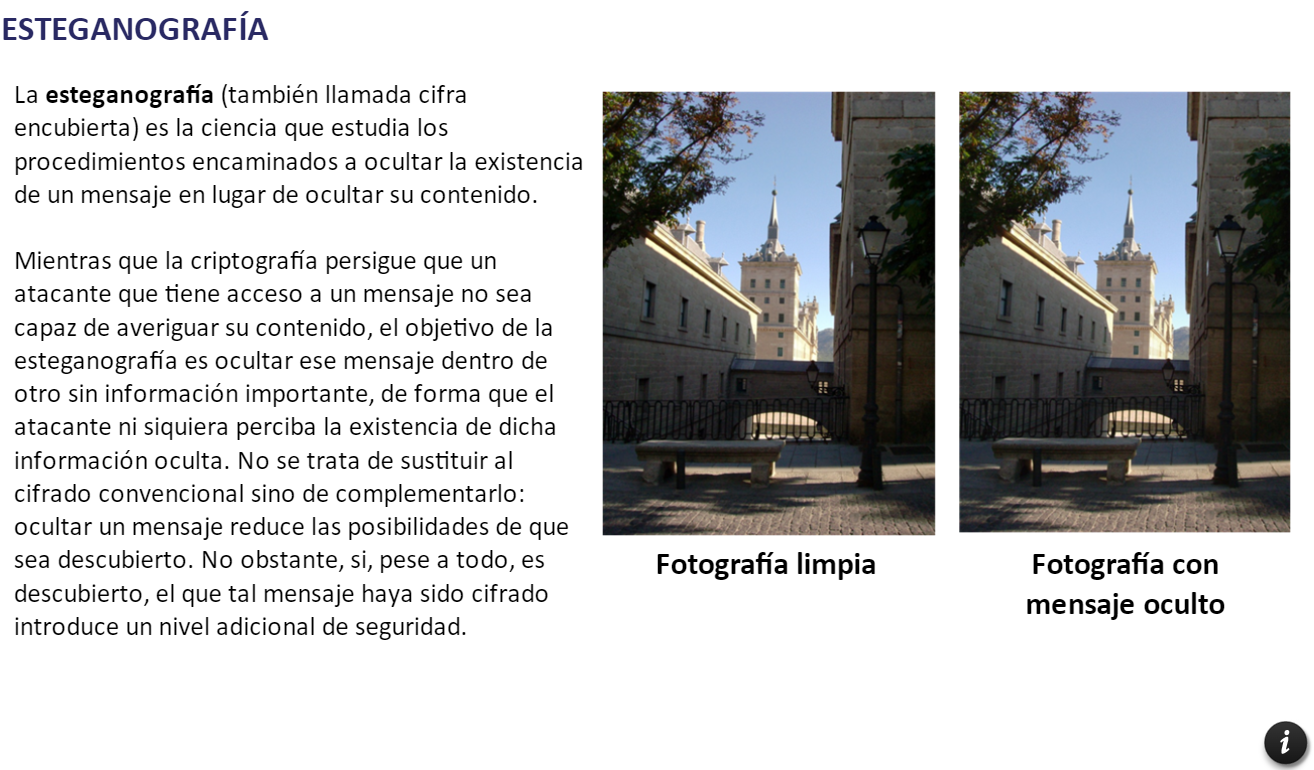 ESTEGANOGRAFÍA
La esteganografía (también llamada cifra
encubierta) es la ciencia que estudia los
procedimientos encaminados a ocultar la existencia
de un mensaje en lugar de ocultar su contenido.
Mientras que la criptografía persigue que un
atacante que tiene acceso a un mensaje no sea
capaz de averiguar su contenido, el objetivo de la
esteganografía es ocultar ese mensaje dentro de
otro sin información importante, de forma que el
atacante ni siquiera perciba la existencia de dicha
información oculta. No se trata de sustituir al
cifrado convencional sino de complementarlo:
ocultar un mensaje reduce las posibilidades de que
sea descubierto. No obstante, si, pese a todo, es
descubierto, el que tal mensaje haya sido cifrado
introduce un nivel adicional de seguridad.
Fotografía limpia
Fotografía con
mensaje oculto
i